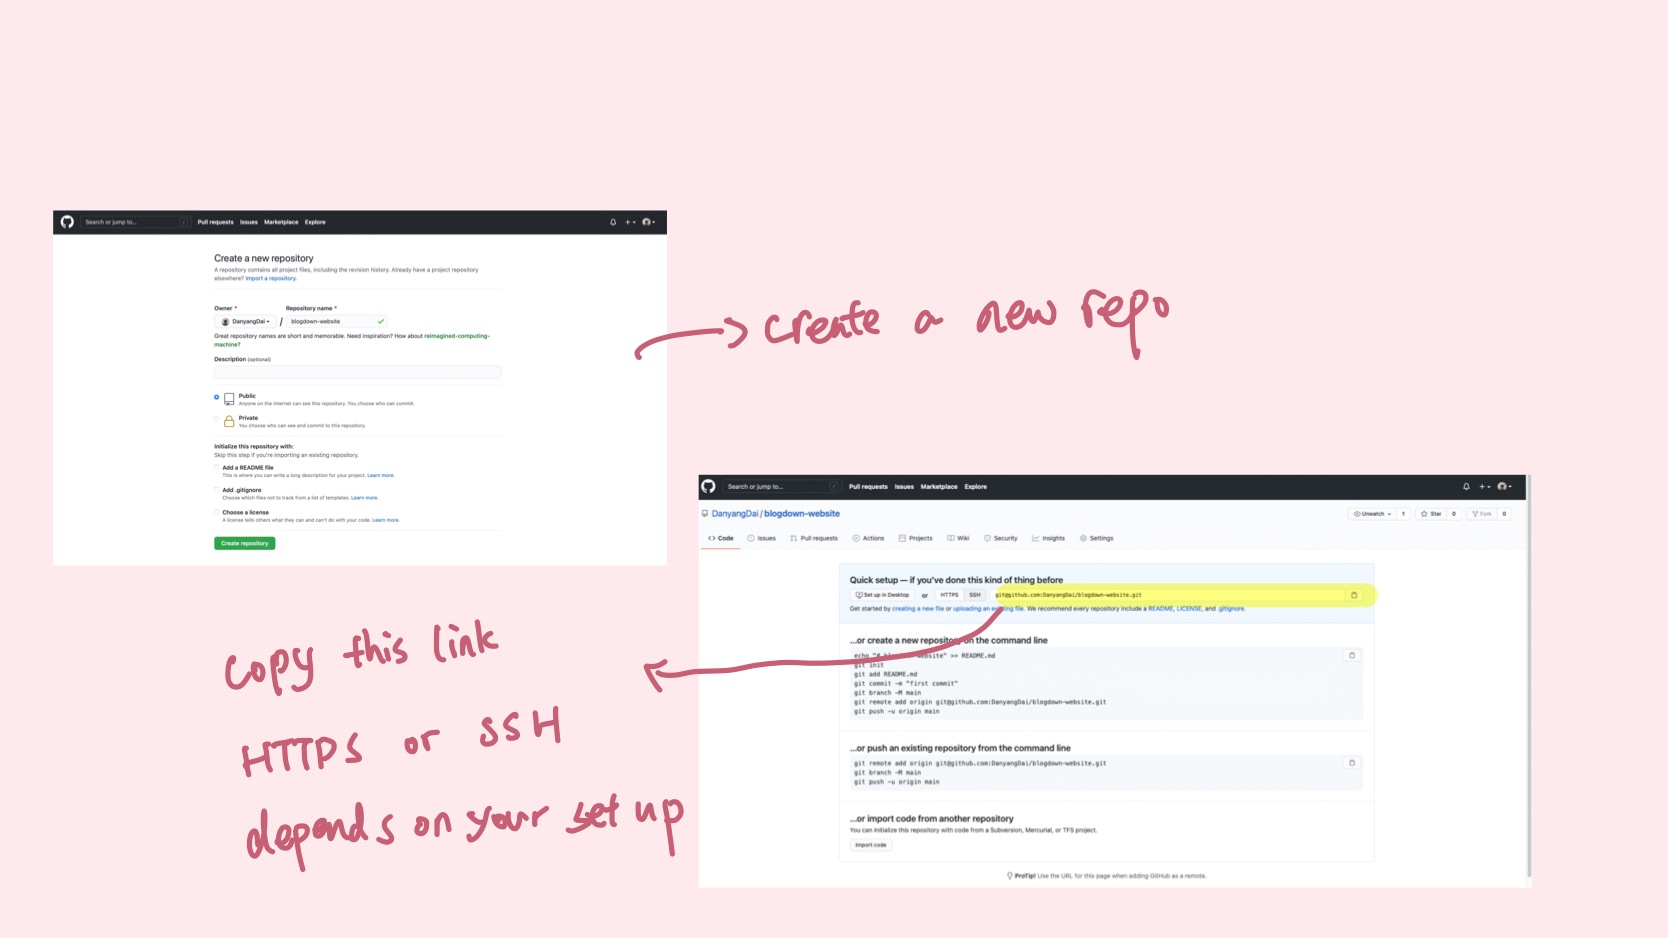 Search or jump to... /
Pull requests Issues Marketplace Explore
Create a new repository
A repository contains all project files, including the revision history. Already have a project repository
elsewhere? Import a repository.
Owner * Repository name *
DanyangDai / blogdown-website
Great repository names are short and memorable. Need inspiration? How about reimagined-computing-
machine?
Description (optional)
Public
Anyone on the internet can see this repository. You choose who can commit.
Private
You choose who can see and commit to this repository.
Initialize this repository with:
Skip this step if you're importing an existing repository.
Add a README file
This is where you can write a long description for your project. Learn more.
Add .gitignore
Choose which files not to track from a list of templates. Learn more.
Choose a license
A license tells others what they can and can't do with your code. Learn more.
Create repository
create a new repo
Search or jump to... /
Pull requests Issues Marketplace Explore
DanyangDai / blogdown-website
Unwatch 1 Star 0 Fork 0
Code Issues Pull requests Actions Projects Wiki Security Insights Settings
Quick setup — if you've done this kind of thing before
Set up in Desktop or HTTPS SSH git@github.com:DanyangDai/blogdown-website.git
Get started by creating a new file or uploading an existing file. We recommend every repository include a README, LICENSE, and .gitignore.
...or create a new repository on the command line
echo "# blogdown-website" >> README.md
git init
git add README.md
git commit -m "first commit"
git branch -M main
git remote add origin git@github.com:DanyangDai/blogdown-website.git
git push -u origin main
...or push an existing repository from the command line
git remote add origin git@github.com:DanyangDai/blogdown-website.git
git branch -M main
git push -u origin main
...or import code from another repository
You can initialize this repository with code from a Subversion, Mercurial, or TFS project.
Import code
ProTip! Use the URL for this page when adding GitHub as a remote.
copy this link
HTTPS or SSH
depends on your set up